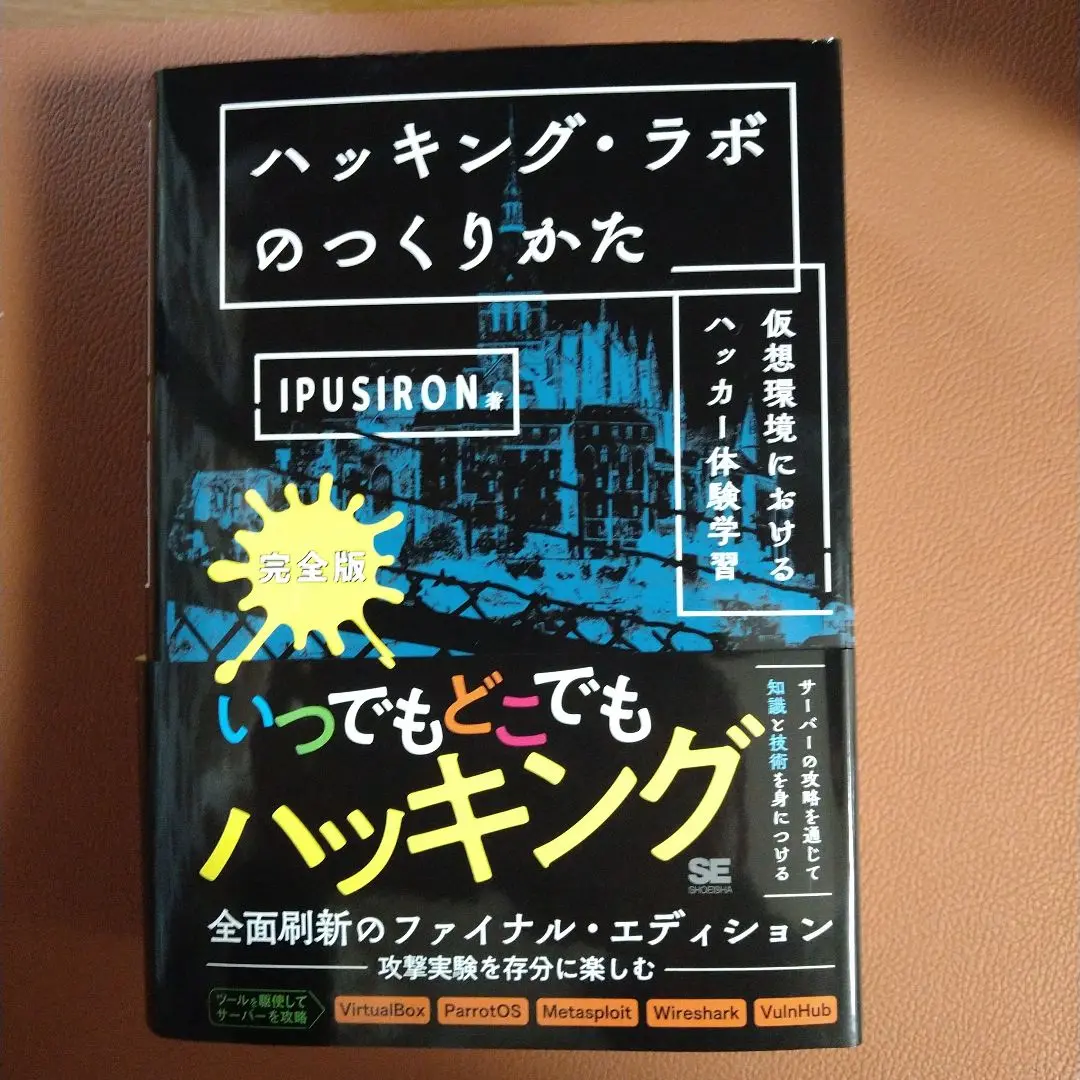 ハッキング・ラボ
のつくりかた
仮想環境における
ハッカー体験学習
IPUSIRON著
完全版
いつでもどこでも
ハッキング
サーバーの攻略を通じて
知識と技術を身につける
SE
SHOEISHA
全面刷新のファイナル・エディション
攻撃実験を存分に楽しむ
ツールを駆使して
サーバーを攻略
VirtualBox ParrotOS Metasploit Wireshark VulnHub